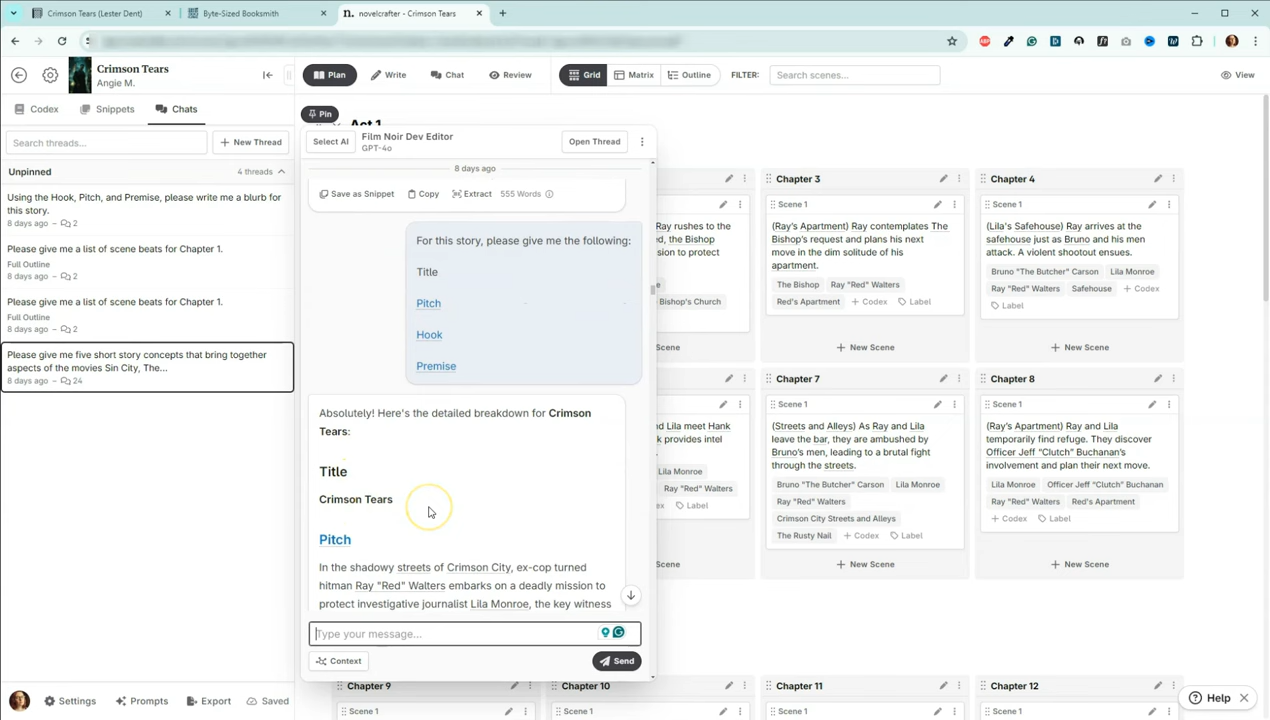 Crimson Tears (Lester Dent)
Byte-Sized Booksmith
novelcrafter - Crimson Tears
Crimson Tears
Angie M.
Plan
Write
Chat
Review
Grid
Matrix
Outline
FILTER:
Search scenes...
View
Codex
Snippets
Chats
Search threads...
+ New Thread
Unpinned
4 threads
Using the Hook, Pitch, and Premise, please write me a blurb for
this story.
8 days ago – 2
Please give me a list of scene beats for Chapter 1.
Full Outline
8 days ago – 2
Please give me a list of scene beats for Chapter 1.
Full Outline
8 days ago – 2
Please give me five short story concepts that bring together
aspects of the movies Sin City, The...
8 days ago – 24
Settings
Prompts
Export
Saved
Pin
Act 1
Select AI
Film Noir Dev Editor
GPT-4o
Open Thread
8 days ago
Save as Snippet
Copy
Extract
555 Words
For this story, please give me the following:
Title
Pitch
Hook
Premise
Absolutely! Here's the detailed breakdown for Crimson
Tears:
Title
Crimson Tears
Pitch
In the shadowy streets of Crimson City, ex-cop turned
hitman Ray "Red" Walters embarks on a deadly mission to
protect investigative journalist Lila Monroe, the key witness
Type your message...
Context
Send
Ray rushes to the
d, the Bishop
sion to protect
Bishop's Church
Scene
Chapter 3
Scene 1
(Ray's Apartment) Ray contemplates The
Bishop's request and plans his next
move in the dim solitude of his
apartment.
The Bishop
Ray "Red" Walters
Red's Apartment
+ Codex
Label
+ New Scene
Chapter 4
Scene 1
(Lila's Safehouse) Ray arrives at the
safehouse just as Bruno and his men
attack. A violent shootout ensues.
Bruno "The Butcher" Carson
Lila Monroe
Ray "Red" Walters
Safehouse
+ Codex
Label
+ New Scene
nd Lila meet Hank
k provides intel
Lila Monroe
Ray "Red" Walters
ex
Label
Scene
Chapter 7
Scene 1
(Streets and Alleys) As Ray and Lila
leave the bar, they are ambushed by
Bruno's men, leading to a brutal fight
through the streets.
Bruno "The Butcher" Carson
Lila Monroe
Ray "Red" Walters
Crimson City Streets and Alleys
The Rusty Nail
+ Codex
Label
+ New Scene
Chapter 8
Scene 1
(Ray's Apartment) Ray and Lila
temporarily find refuge. They discover
Officer Jeff “Clutch” Buchanan's
involvement and plan their next move.
Lila Monroe
Officer Jeff “Clutch” Buchanan
Ray "Red" Walters
Red's Apartment
+ Codex
Label
+ New Scene
Chapter 9
Scene 1
Chapter 10
Scene 1
Chapter 11
Scene 1
Chapter 12
Scene 1
Help